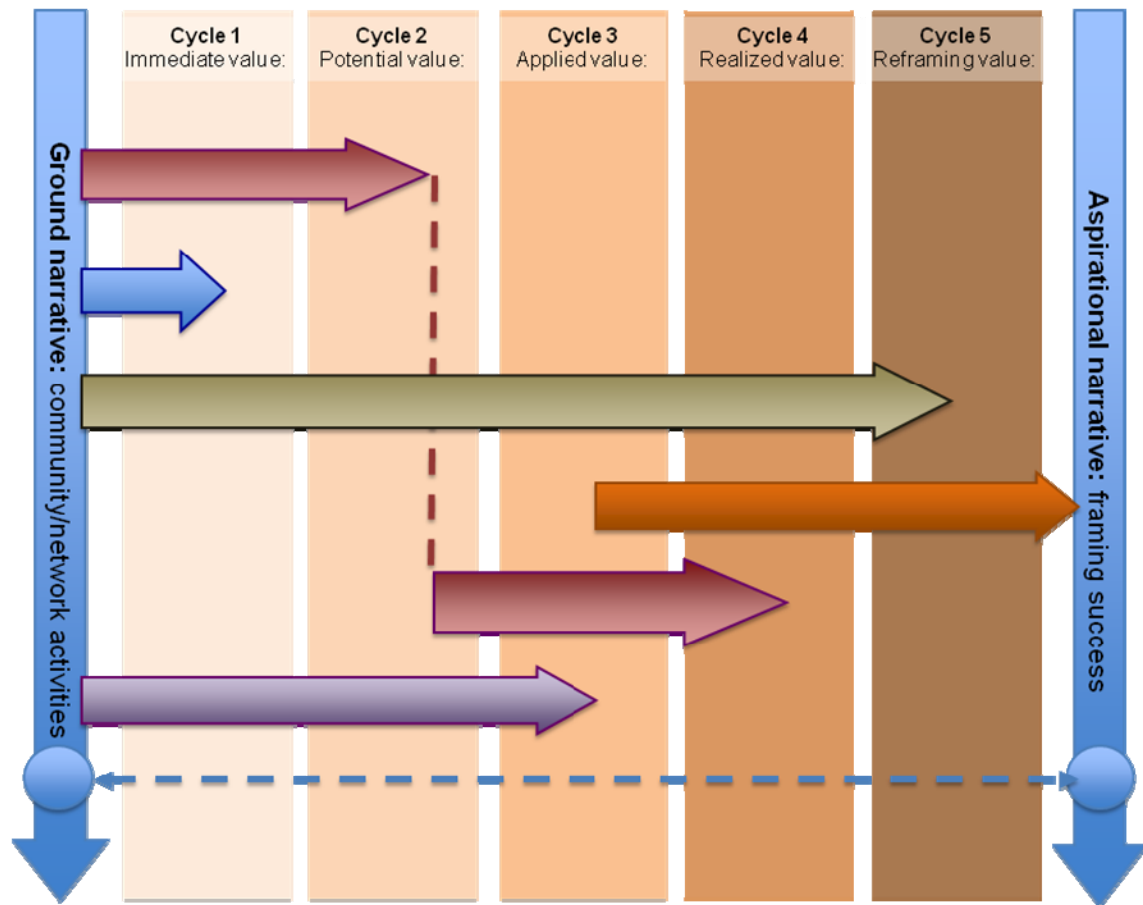 Cycle 1
Immediate value:
Cycle 2
Potential value:
Cycle 3
Applied value:
Cycle 4
Realized value:
Cycle 5
Reframing value:
Ground narrative: community/network activities
Aspirational narrative: framing success